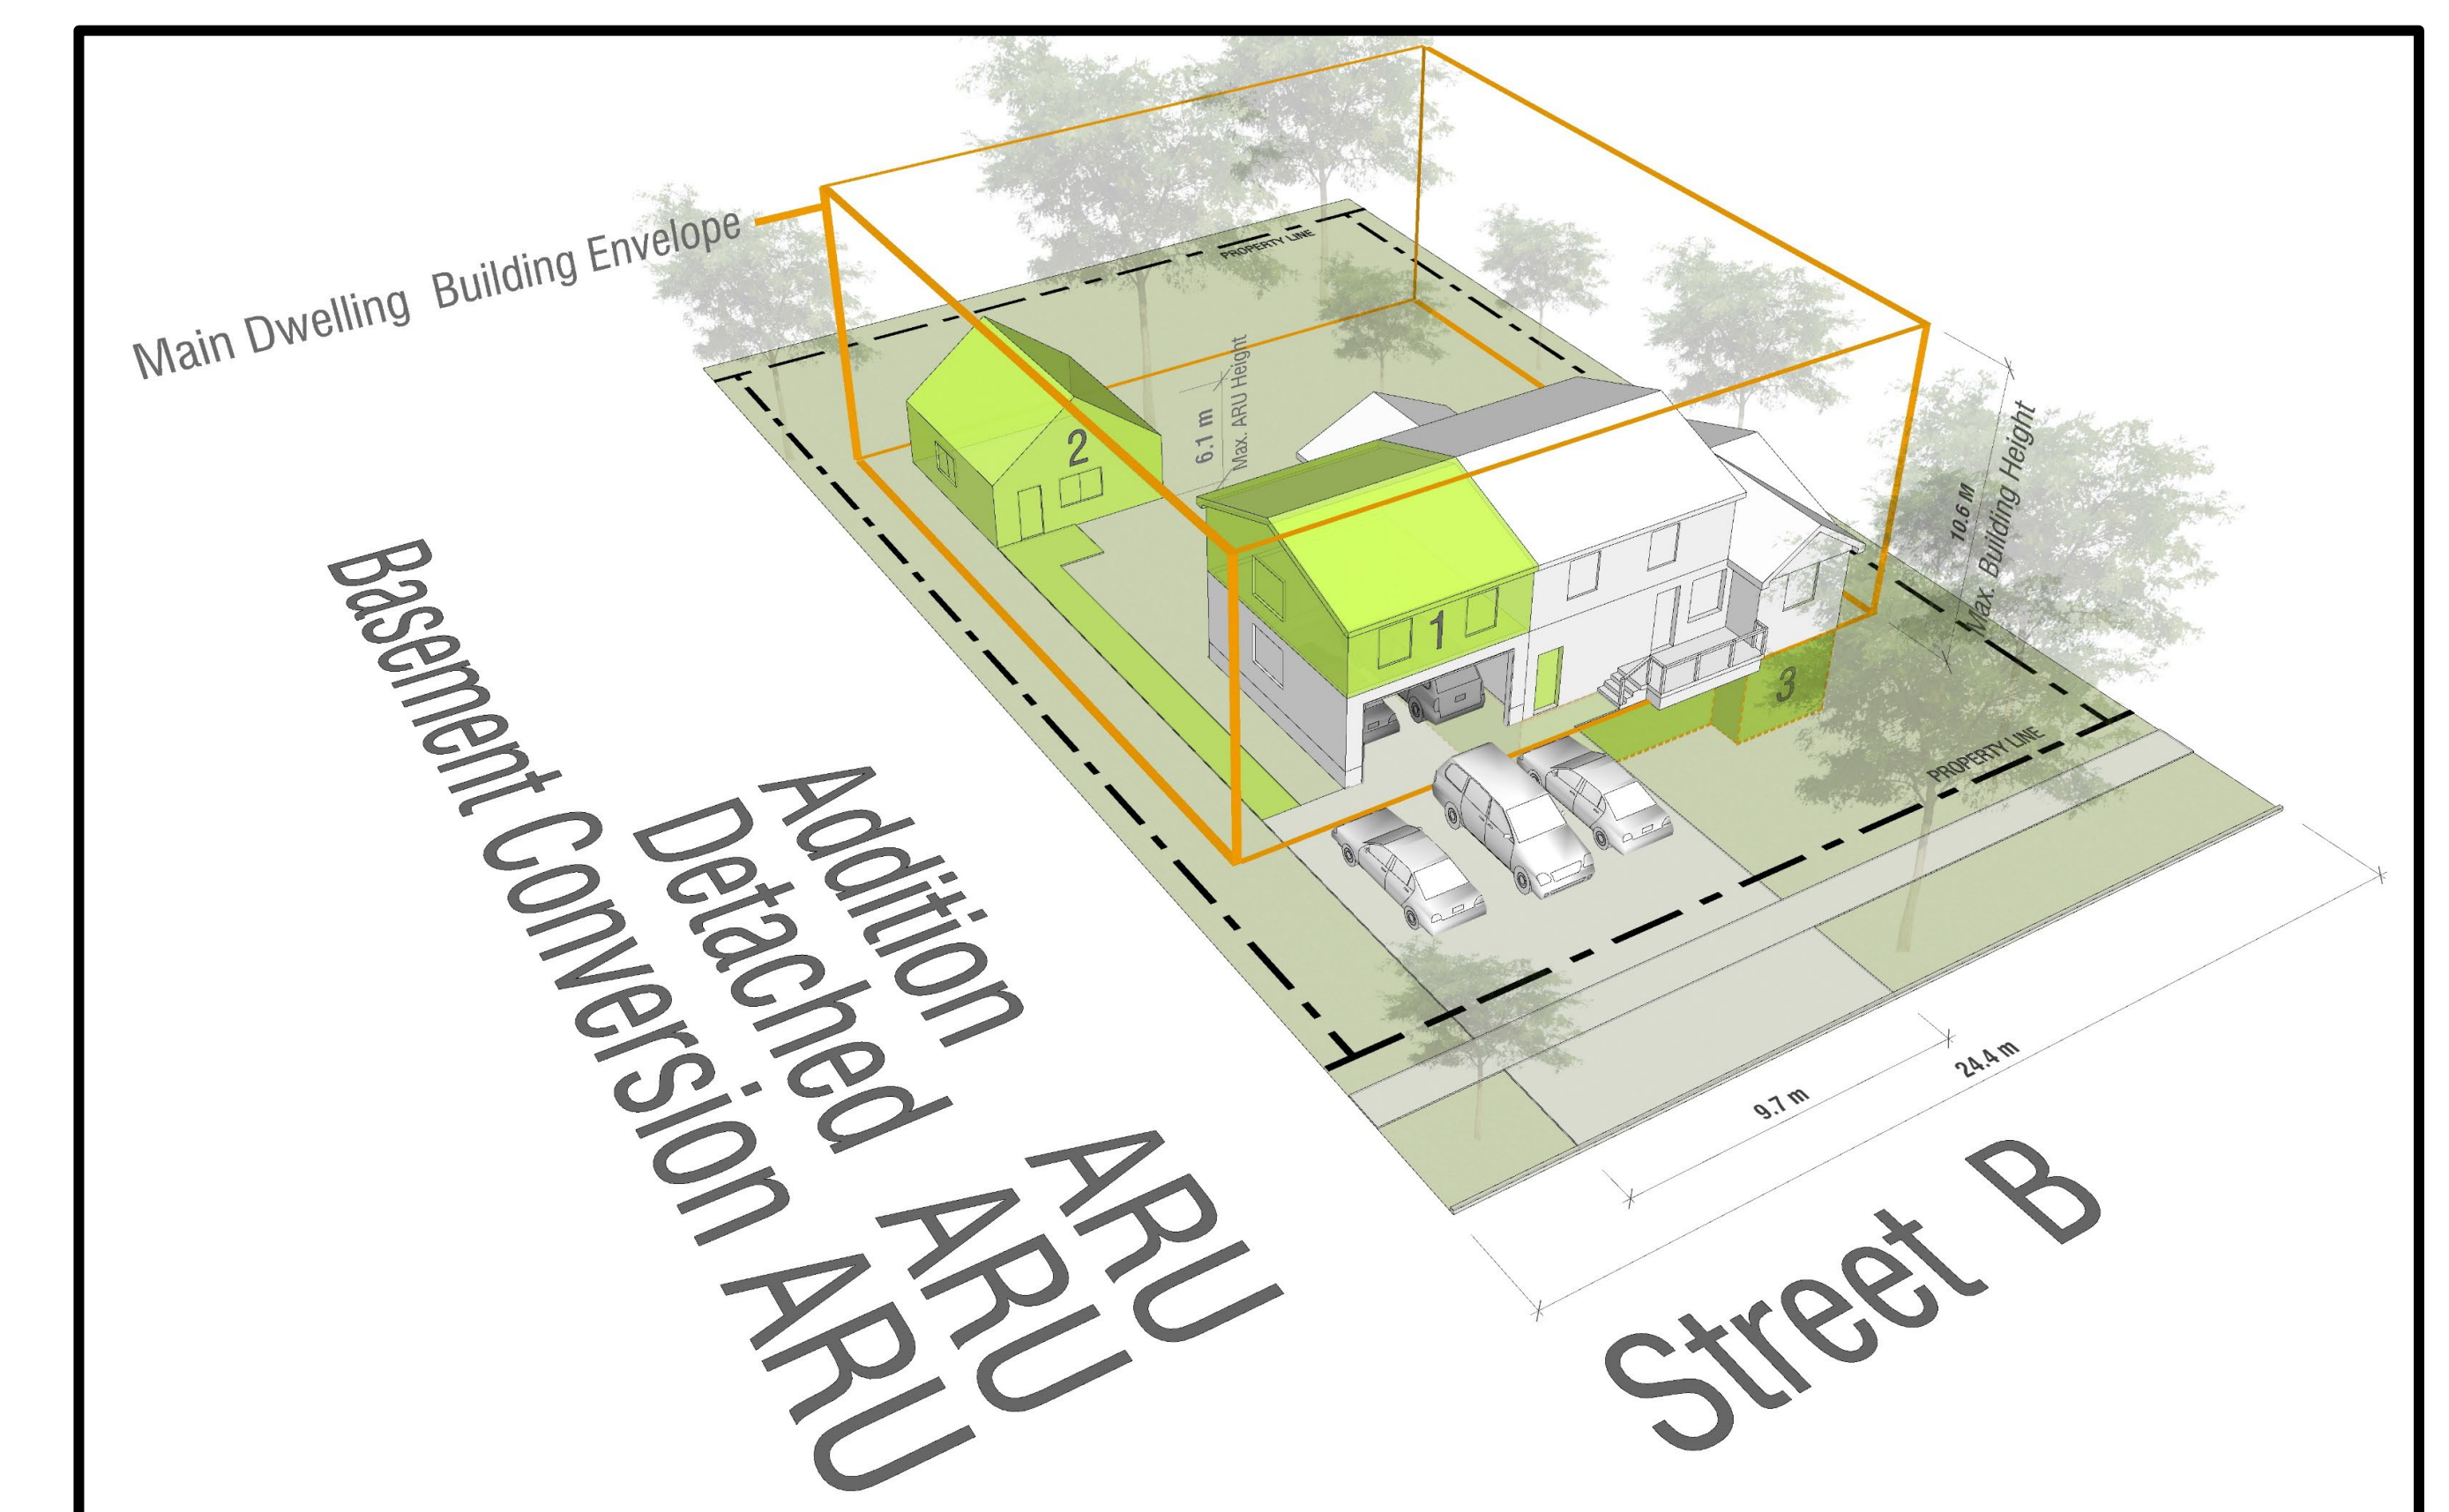 Main Dwelling Building Envelope
PROPERTY LINE
6.1 m
Max. ARU Height
10.6 M
Max. Building Height
2
1
3
PROPERTY LINE
Addition ARU
Detached ARU
Basement Conversion ARU
9.7 m
24.4 m
Street B